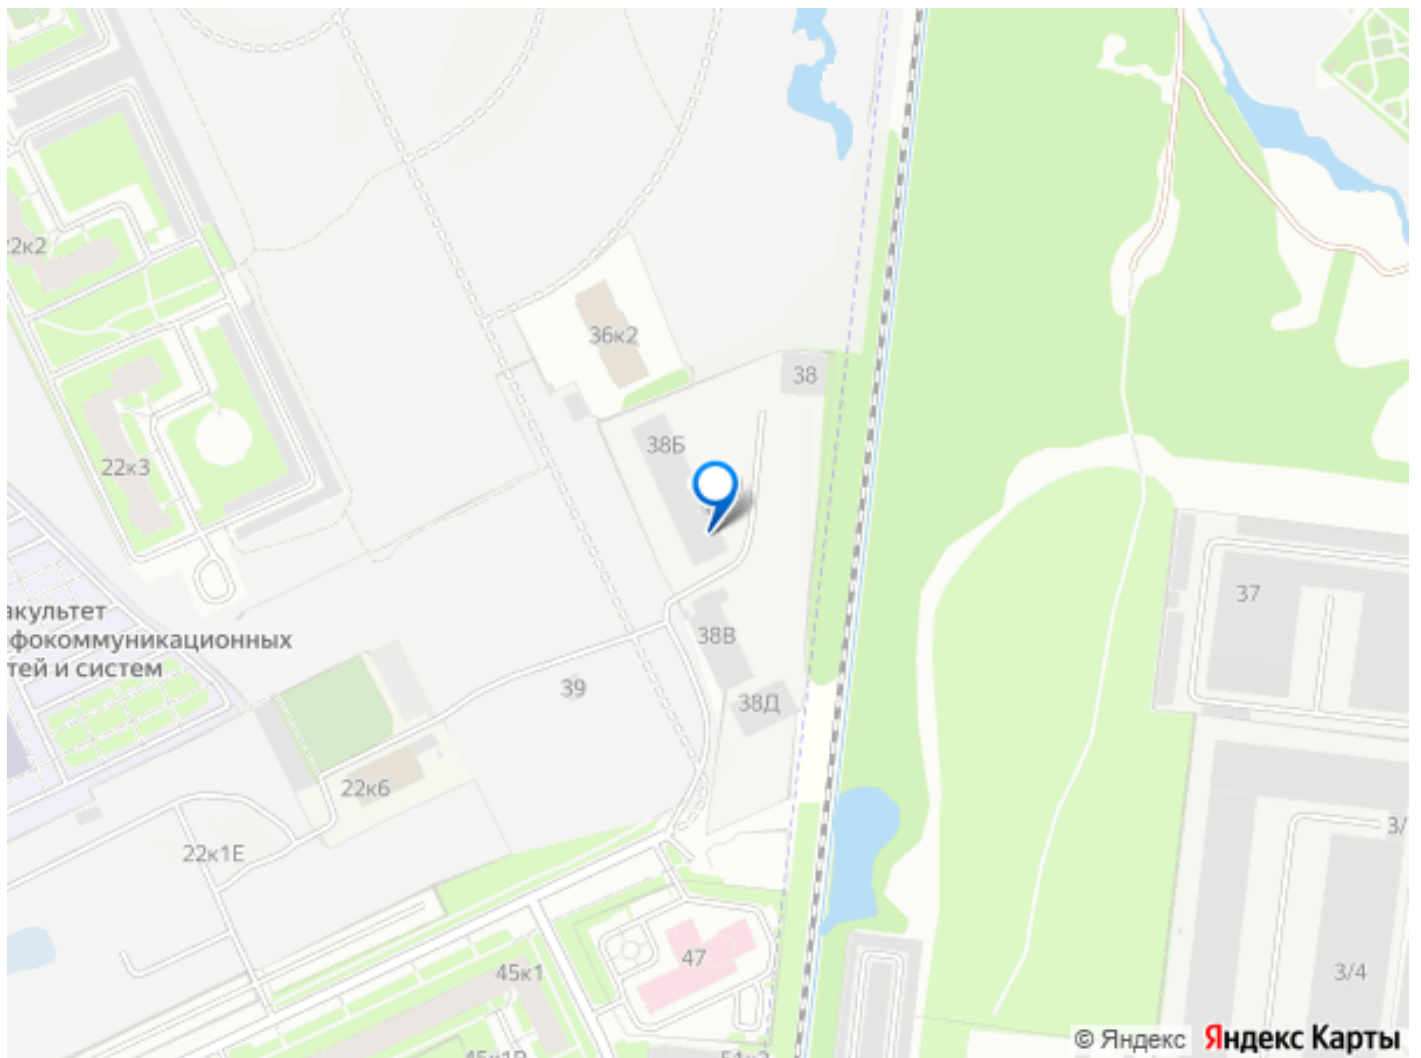 22к2
36к2
38
38Б
22к3
37
акультет
фокоммуникационных
тей и систем
38В
39
38Д
22к6
3/
22к1Е
47
45к1
3/4
© Яндекс Яндекс Карты